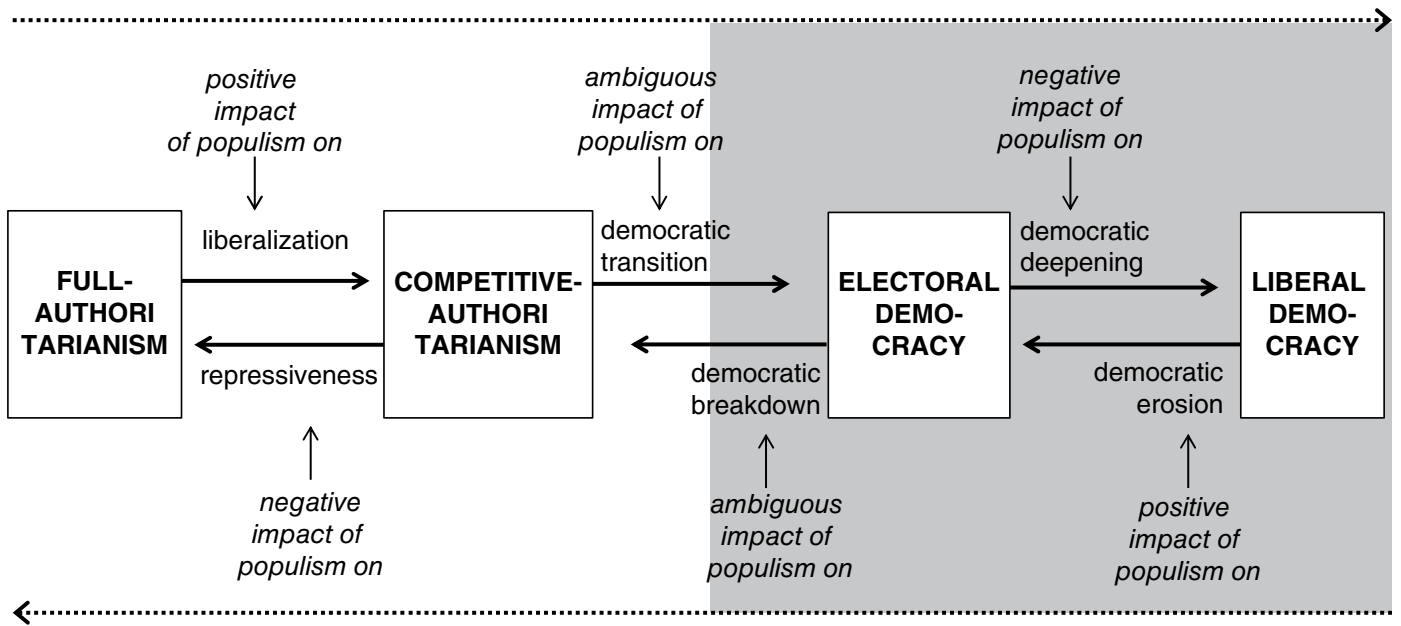 positive
impact
of populism on
ambiguous
impact of
populism on
negative
impact of
populism on
liberalization
democratic
transition
democratic
deepening
FULL-
AUTHORI
TARIANISM
COMPETITIVE-
AUTHORI
TARIANISM
ELECTORAL
DEMO-
CRACY
LIBERAL
DEMO-
CRACY
repressiveness
democratic
breakdown
democratic
erosion
negative
impact of
populism on
ambiguous
impact of
populism on
positive
impact of
populism on